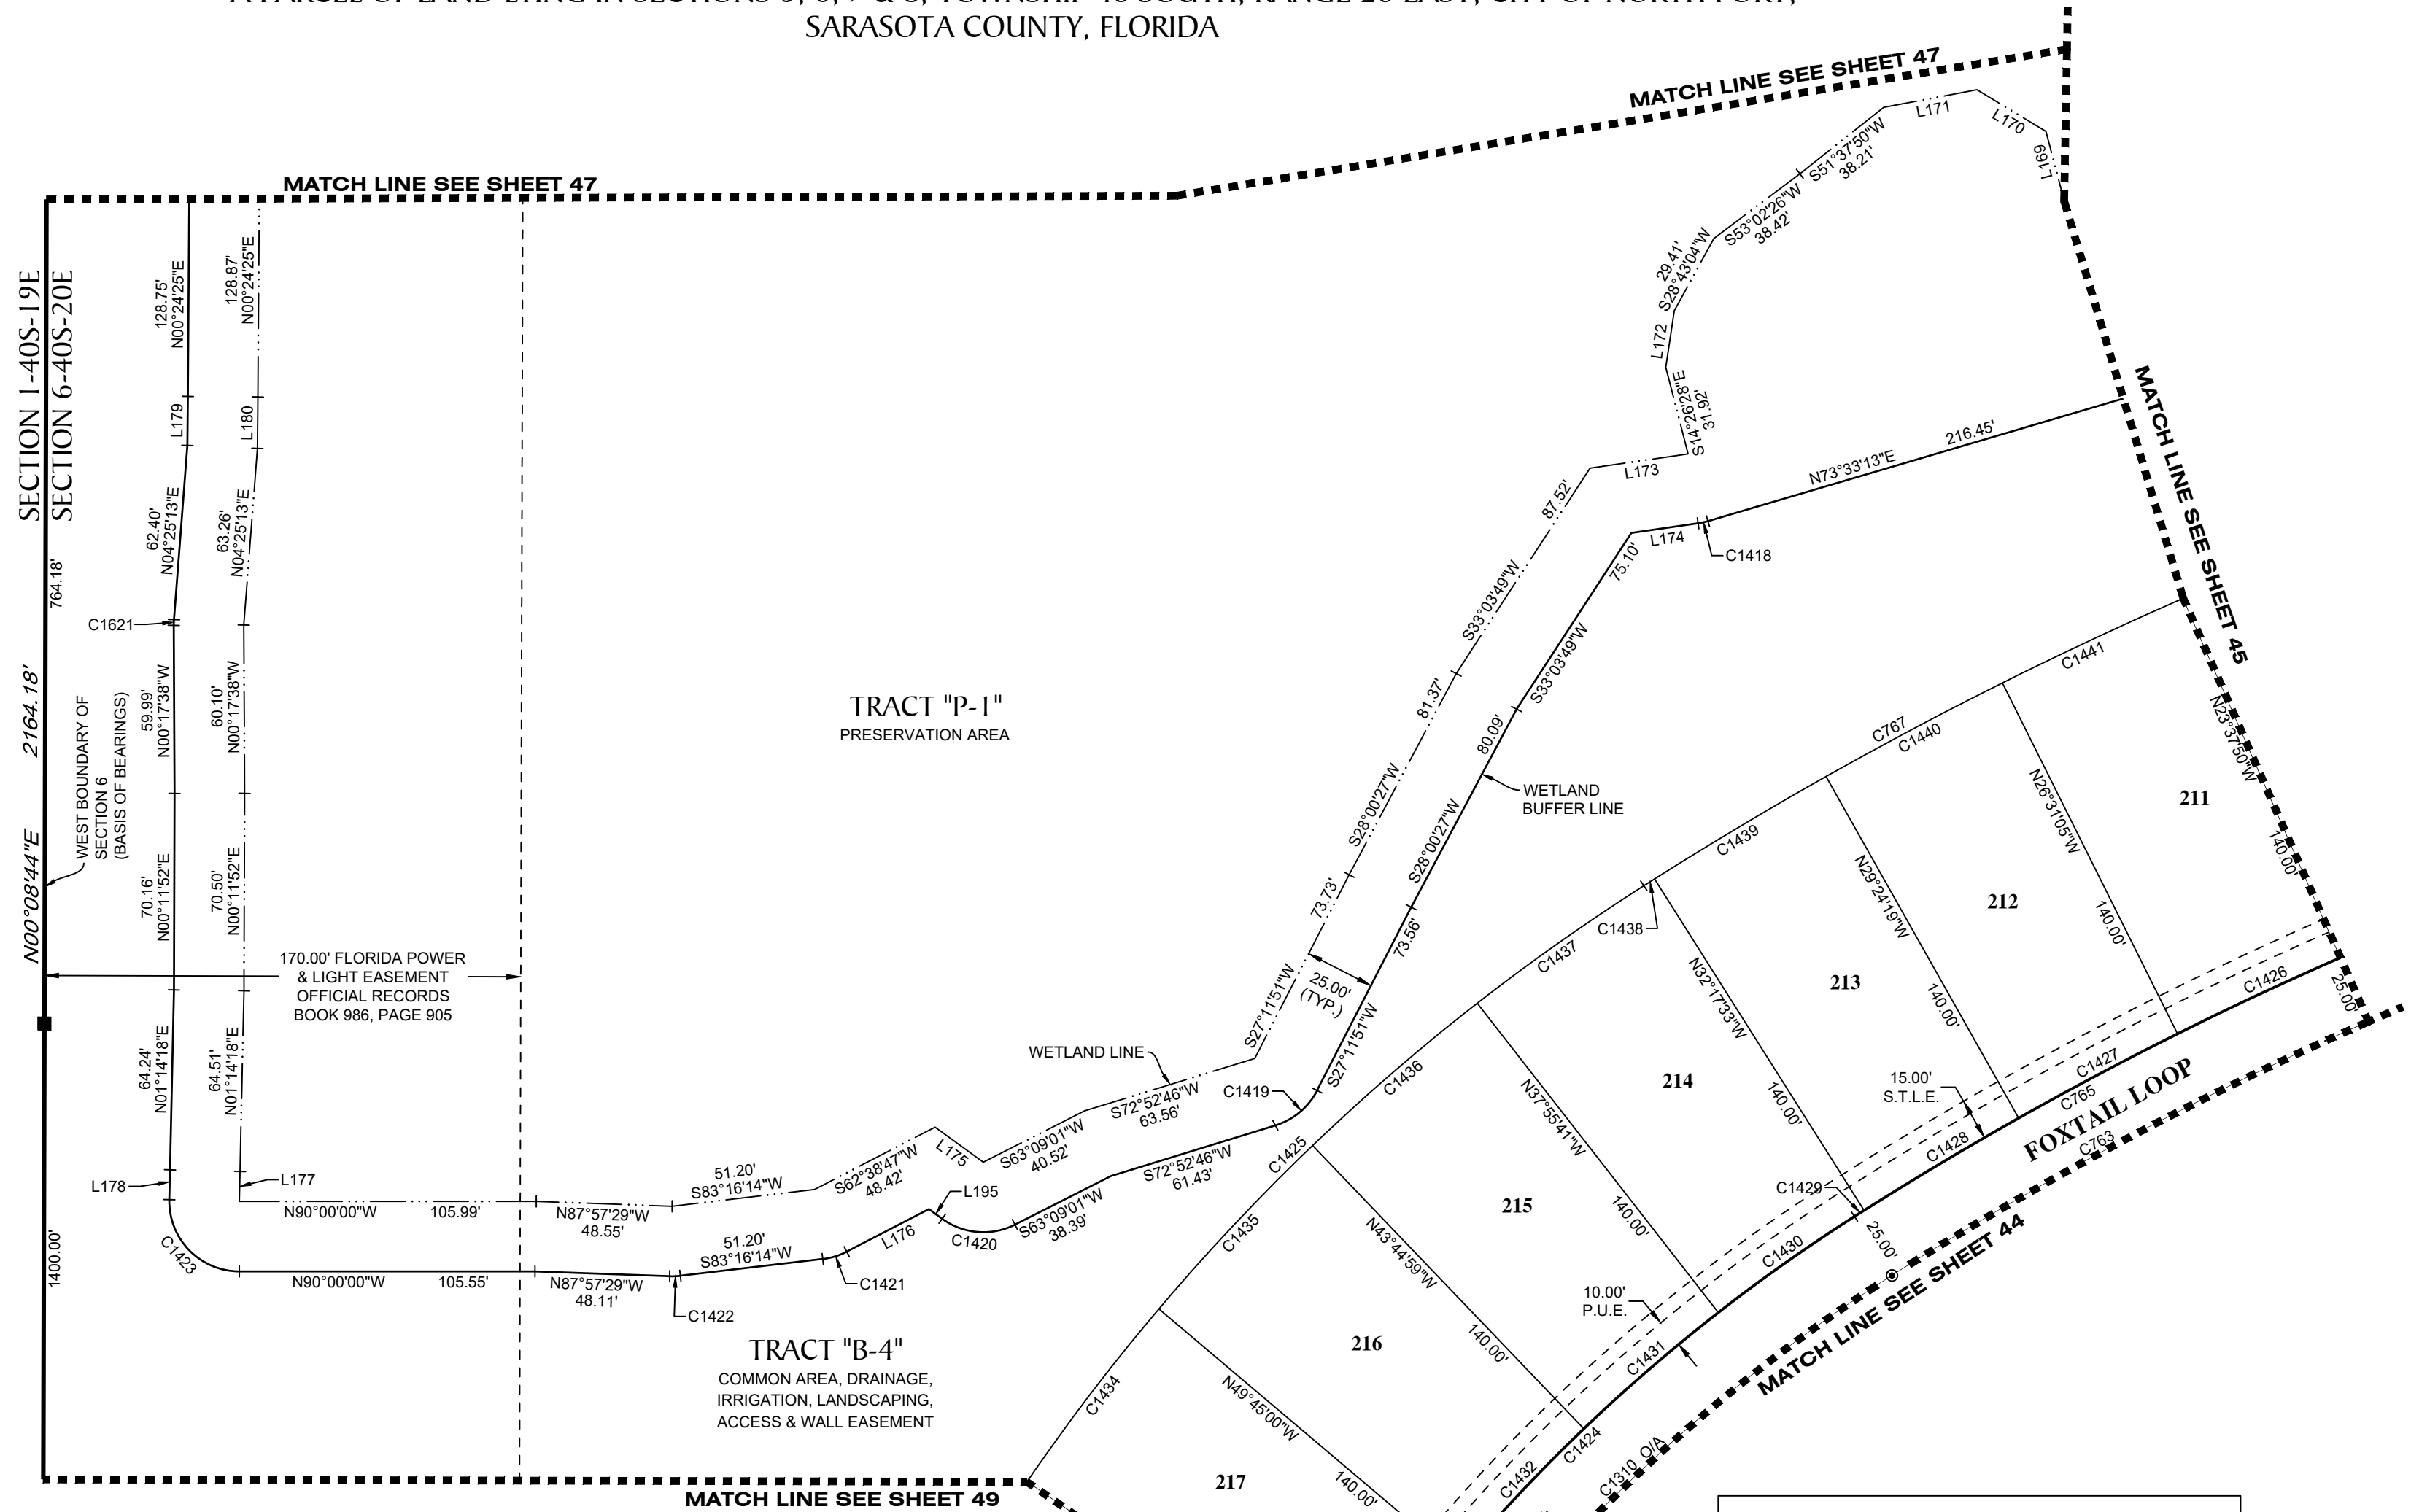 SARASOTA COUNTY, FLORIDA
MATCH LINE SEE SHEET 47
MATCH LINE SEE SHEET 47
L171
L170
L169
S51°37'50"W
38.21'
S53°02'26"W
38.42'
29.41'
S28°43'04"W
L172
S14°26'28"E
31.92'
L173
87.52'
S33°03'49"W
81.37'
S28°00'27"W
73.73'
S27°11'51"W
216.45'
N73°33'13"E
L174
C1418
75.10'
S33°03'49"W
80.09'
S28°00'27"W
73.56'
S27°11'51"W
25.00'
(TYP.)
WETLAND
BUFFER LINE
MATCH LINE SEE SHEET 45
SECTION 1-40S-19E
SECTION 6-40S-20E
764.18'
2164.18'
N00°08'44"E
1400.00'
WEST BOUNDARY OF
SECTION 6
(BASIS OF BEARINGS)
128.75'
N00°24'25"E
128.87'
N00°24'25"E
L179
L180
62.40'
N04°25'13"E
63.26'
N04°25'13"E
C1621
59.99'
N00°17'38"W
60.10'
N00°17'38"W
70.16'
N00°11'52"E
70.50'
N00°11'52"E
64.24'
N01°14'18"E
64.51'
N01°14'18"E
L178
L177
C1423
170.00' FLORIDA POWER
& LIGHT EASEMENT
OFFICIAL RECORDS
BOOK 986, PAGE 905
TRACT "P-1"
PRESERVATION AREA
WETLAND LINE
N90°00'00"W 105.99'
N87°57'29"W
48.55'
51.20'
S83°16'14"W
S62°38'47"W
48.42'
L175
S63°09'01"W
40.52'
S72°52'46"W
63.56'
C1419
N90°00'00"W 105.55'
N87°57'29"W
48.11'
C1422
51.20'
S83°16'14"W
C1421
L176
L195
C1420
S63°09'01"W
38.39'
S72°52'46"W
61.43'
TRACT "B-4"
COMMON AREA, DRAINAGE,
IRRIGATION, LANDSCAPING,
ACCESS & WALL EASEMENT
MATCH LINE SEE SHEET 49
C1441
C767
C1440
C1439
C1438
C1437
C1436
C1425
C1435
C1434
N23°37'50"W
140.00'
25.00'
211
N26°31'05"W
140.00'
212
N29°24'19"W
140.00'
213
N32°17'33"W
140.00'
214
N37°55'41"W
140.00'
215
N43°44'59"W
140.00'
216
N49°45'00"W
140.00'
217
C1426
C1427
C765
C1428
15.00'
S.T.L.E.
FOXTAIL LOOP
C763
C1429
25.00'
C1430
10.00'
P.U.E.
C1431
C1424
C1432
C1310 O/A
MATCH LINE SEE SHEET 44